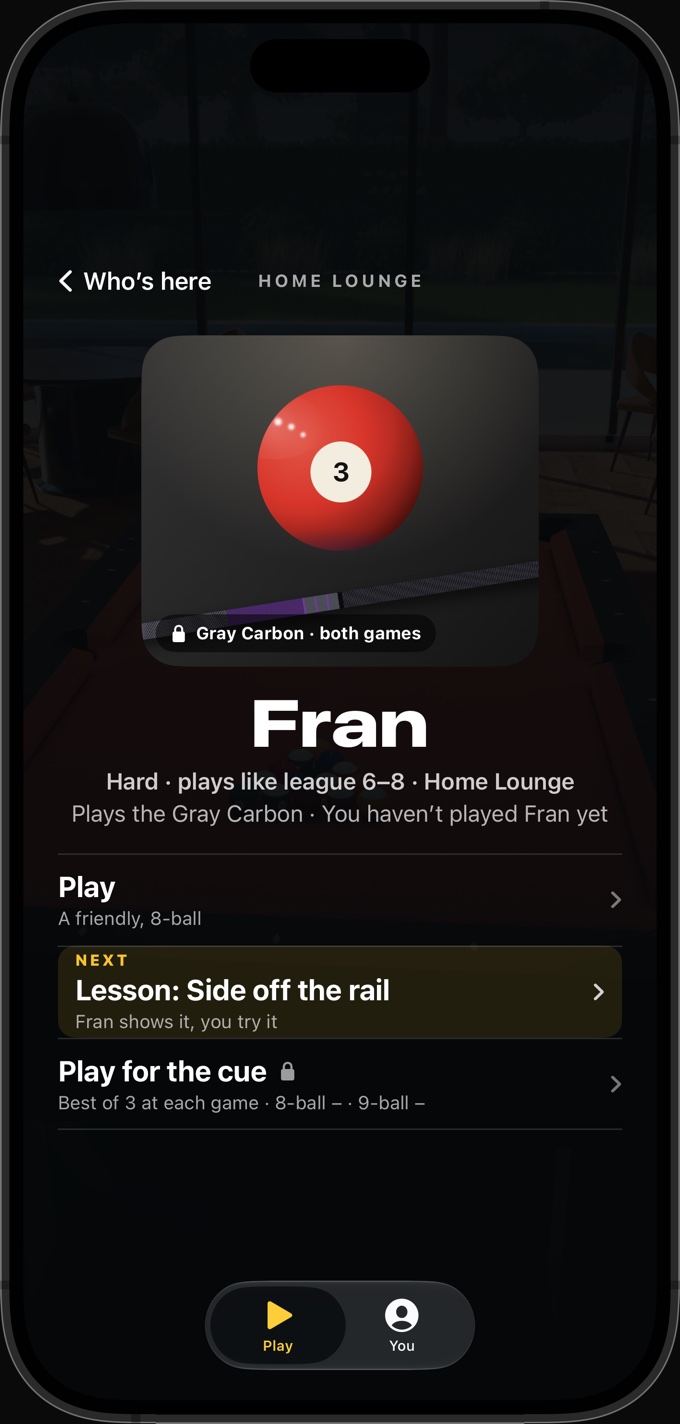 Who’s here
HOME LOUNGE
3
Gray Carbon · both games
Fran
Hard · plays like league 6–8 · Home Lounge
Plays the Gray Carbon · You haven’t played Fran yet
Play
A friendly, 8-ball
NEXT
Lesson: Side off the rail
Fran shows it, you try it
Play for the cue
Best of 3 at each game · 8-ball – · 9-ball –
Play
You